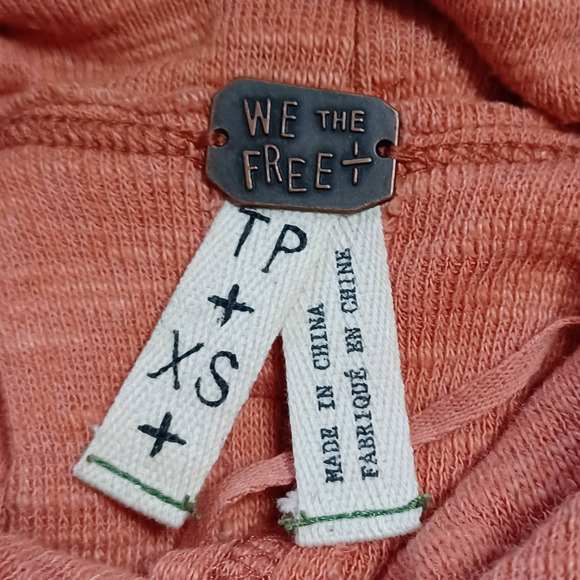 WE THE
FREE
TP
+
XS
+
MADE IN CHINA
FABRIQUÉ EN CHINE